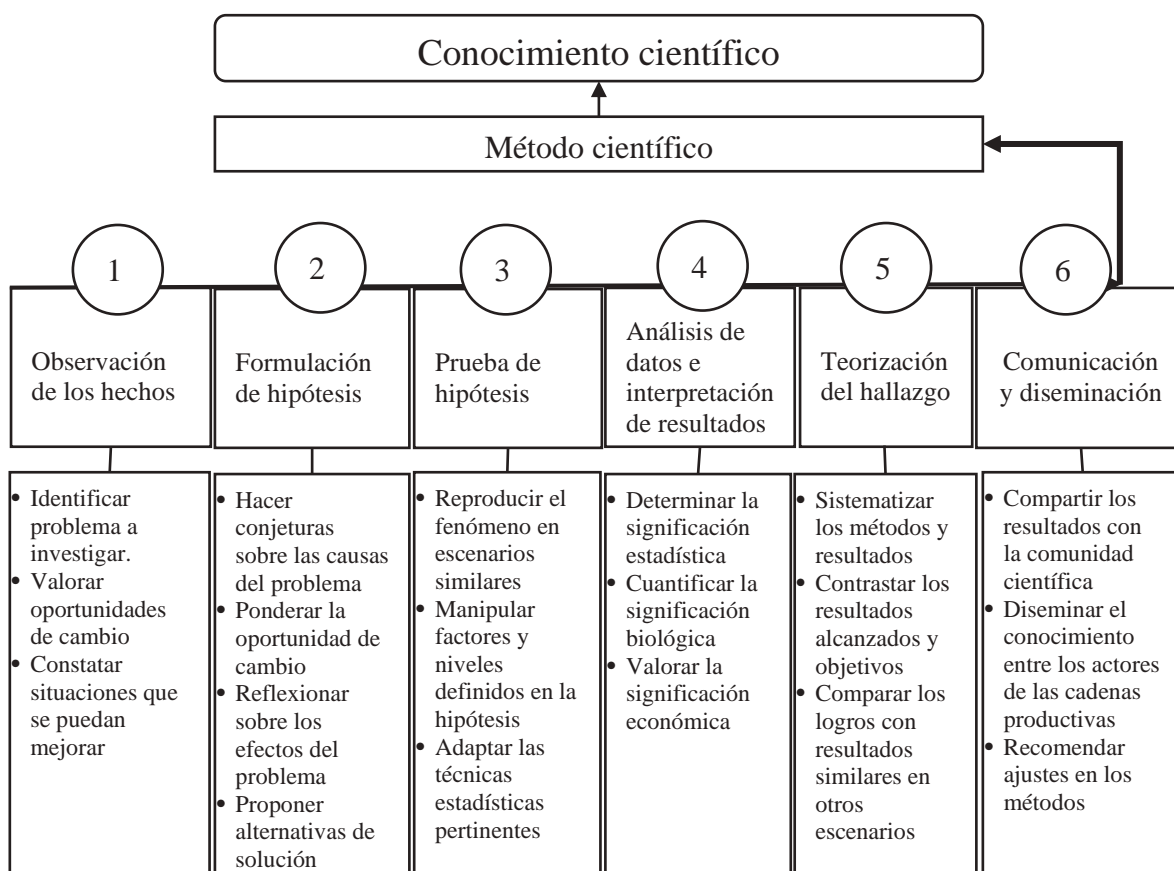 Conocimiento científico
Método científico
1
2
3
4
5
6
Observación
de los hechos
Formulación
de hipótesis
Prueba de
hipótesis
Análisis de
datos e
interpretación
de resultados
Teorización
del hallazgo
Comunicación
y diseminación
• Identificar
problema a
investigar.
• Valorar
oportunidades
de cambio
• Constatar
situaciones que
se puedan
mejorar
• Hacer
conjeturas
sobre las causas
del problema
• Ponderar la
oportunidad de
cambio
• Reflexionar
sobre los
efectos del
problema
• Proponer
alternativas de
solución
• Reproducir el
fenómeno en
escenarios
similares
• Manipular
factores y
niveles
definidos en la
hipótesis
• Adaptar las
técnicas
estadísticas
pertinentes
• Determinar la
significación
estadística
• Cuantificar la
significación
biológica
• Valorar la
significación
económica
• Sistematizar
los métodos y
resultados
• Contrastar los
resultados
alcanzados y
objetivos
• Comparar los
logros con
resultados
similares en
otros
escenarios
• Compartir los
resultados con
la comunidad
científica
• Diseminar el
conocimiento
entre los actores
de las cadenas
productivas
• Recomendar
ajustes en los
métodos